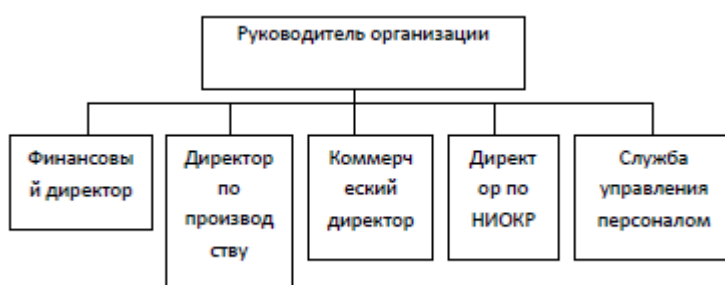 Руководитель организации
Финансовы
й директор
Директор
по
производ
ству
Коммерч
еский
директор
Директ
ор по
НИОКР
Служба
управления
персоналом